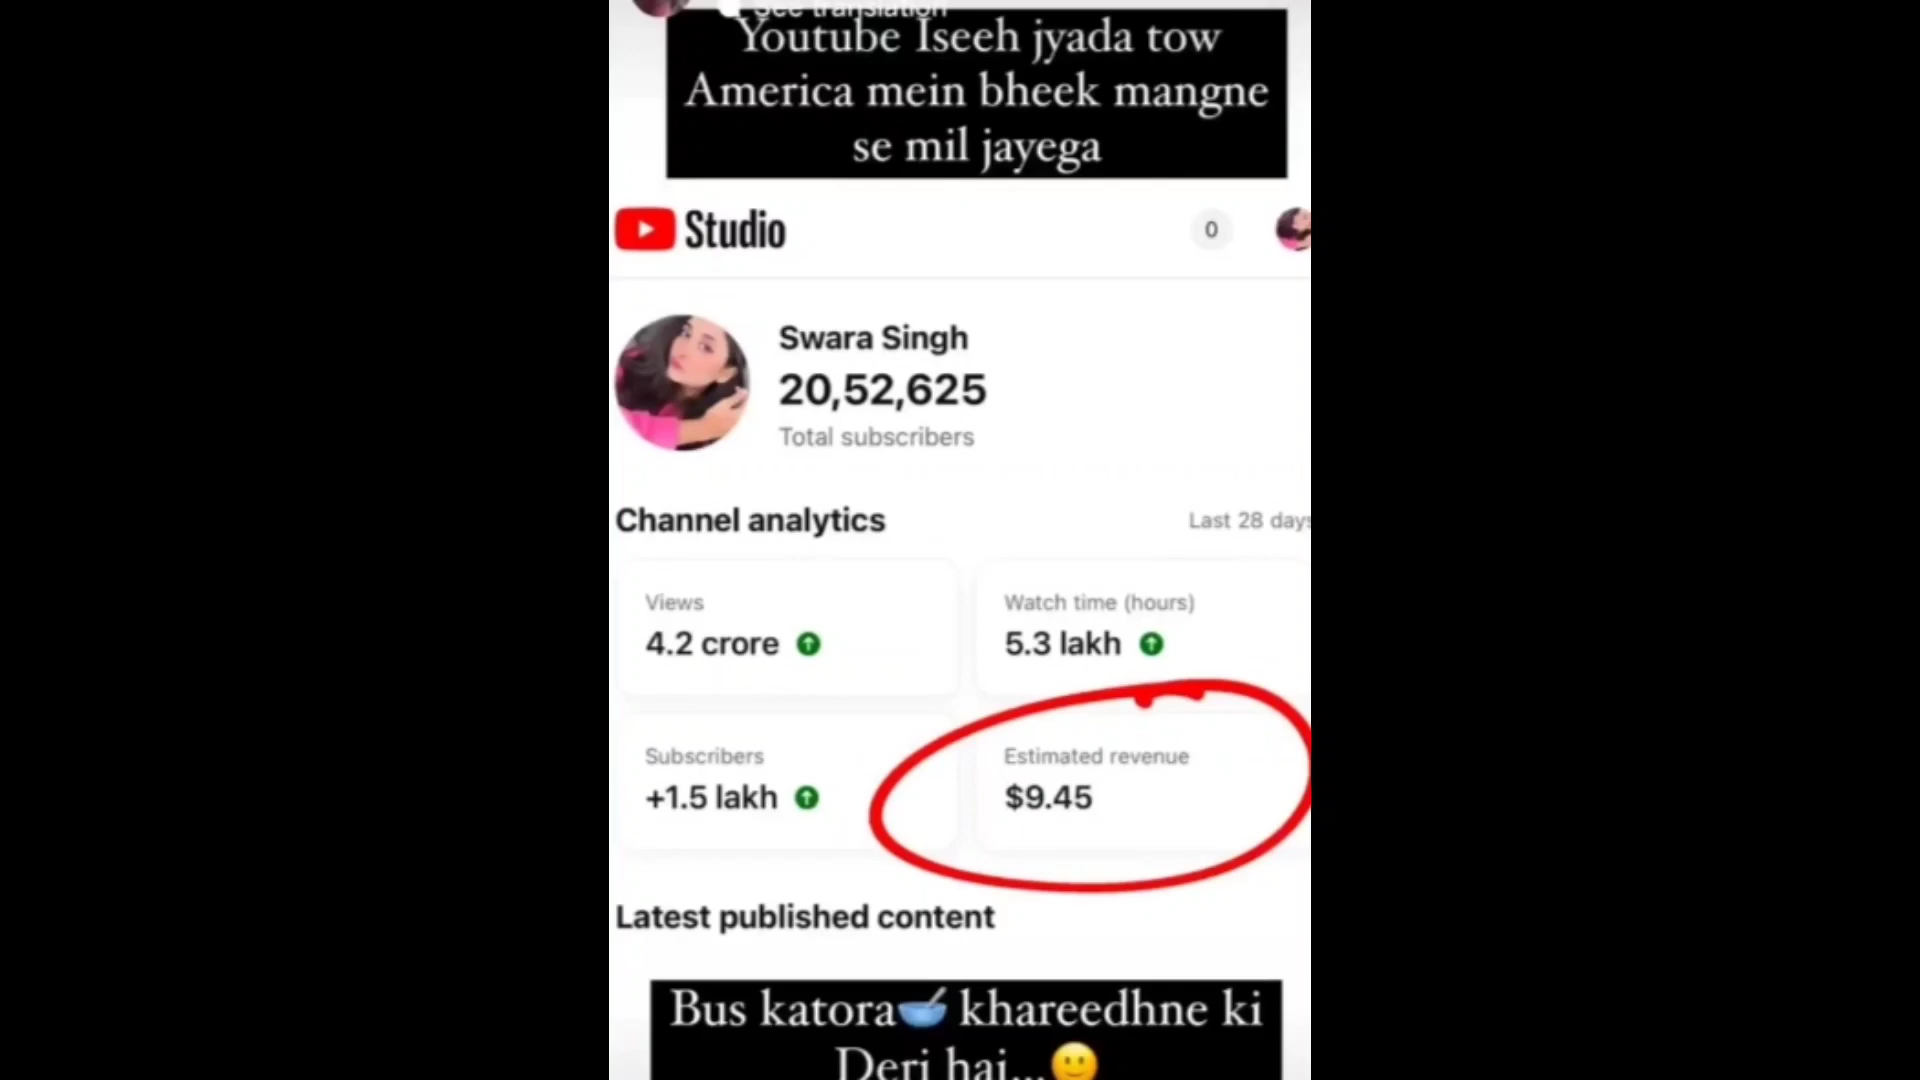 See translation
Youtube Iseeh jyada tow
America mein bheek mangne
se mil jayega
Studio
0
Swara Singh
20,52,625
Total subscribers
Channel analytics
Last 28 days
Views
4.2 crore
Watch time (hours)
5.3 lakh
Subscribers
+1.5 lakh
Estimated revenue
$9.45
Latest published content
Bus katora🥣 khareedhne ki
Deri hai...🙂